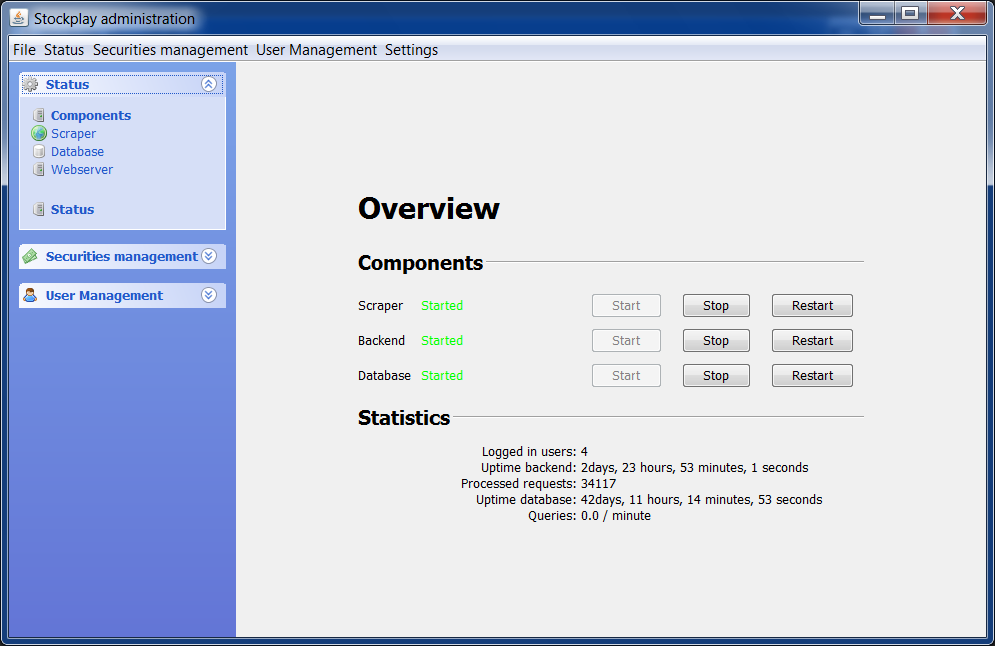 Stockplay administration
File Status Securities management User Management Settings
Status
Components
Scraper
Database
Webserver
Status
Securities management
User Management
Overview
Components
Scraper Started Start Stop Restart
Backend Started Start Stop Restart
Database Started Start Stop Restart
Statistics
Logged in users: 4
Uptime backend: 2days, 23 hours, 53 minutes, 1 seconds
Processed requests: 34117
Uptime database: 42days, 11 hours, 14 minutes, 53 seconds
Queries: 0.0 / minute